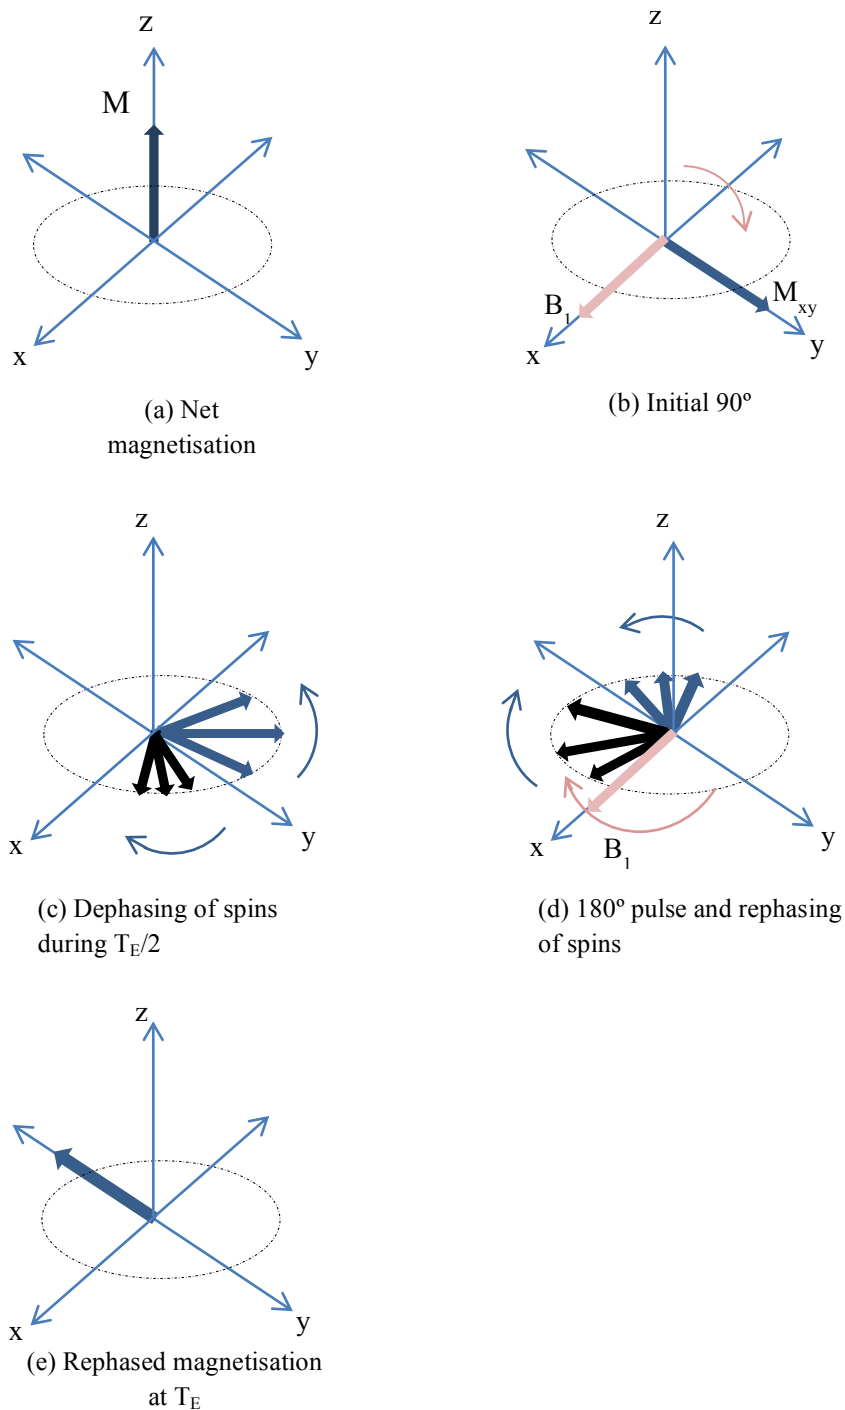 z
M
x
y
(a) Net
magnetisation
z
B1
Mxy
x
y
(b) Initial 90º
z
x
y
(c) Dephasing of spins
during TE/2
z
x
B1
y
(d) 180º pulse and rephasing
of spins
z
x
y
(e) Rephased magnetisation
at TE